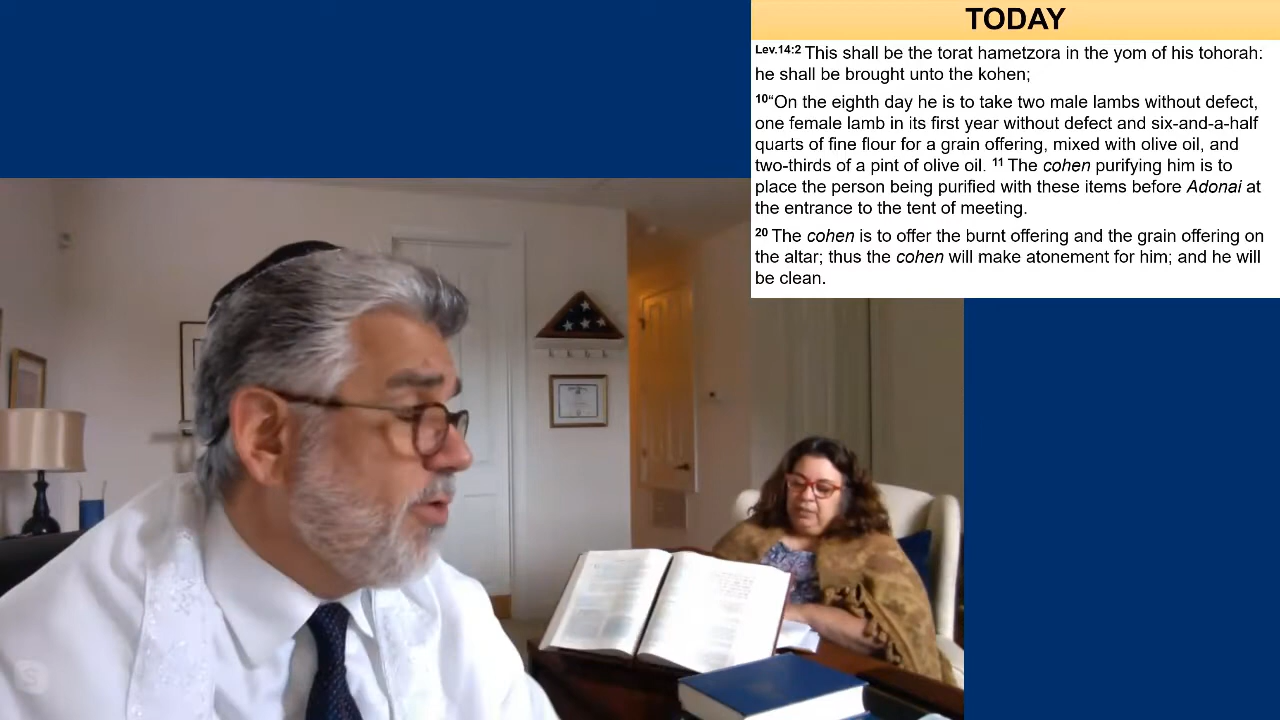 TODAY
Lev.14:2 This shall be the torat hametzora in the yom of his tohorah:
he shall be brought unto the kohen;
10“On the eighth day he is to take two male lambs without defect,
one female lamb in its first year without defect and six-and-a-half
quarts of fine flour for a grain offering, mixed with olive oil, and
two-thirds of a pint of olive oil. 11 The cohen purifying him is to
place the person being purified with these items before Adonai at
the entrance to the tent of meeting.
20 The cohen is to offer the burnt offering and the grain offering on
the altar; thus the cohen will make atonement for him; and he will
be clean.